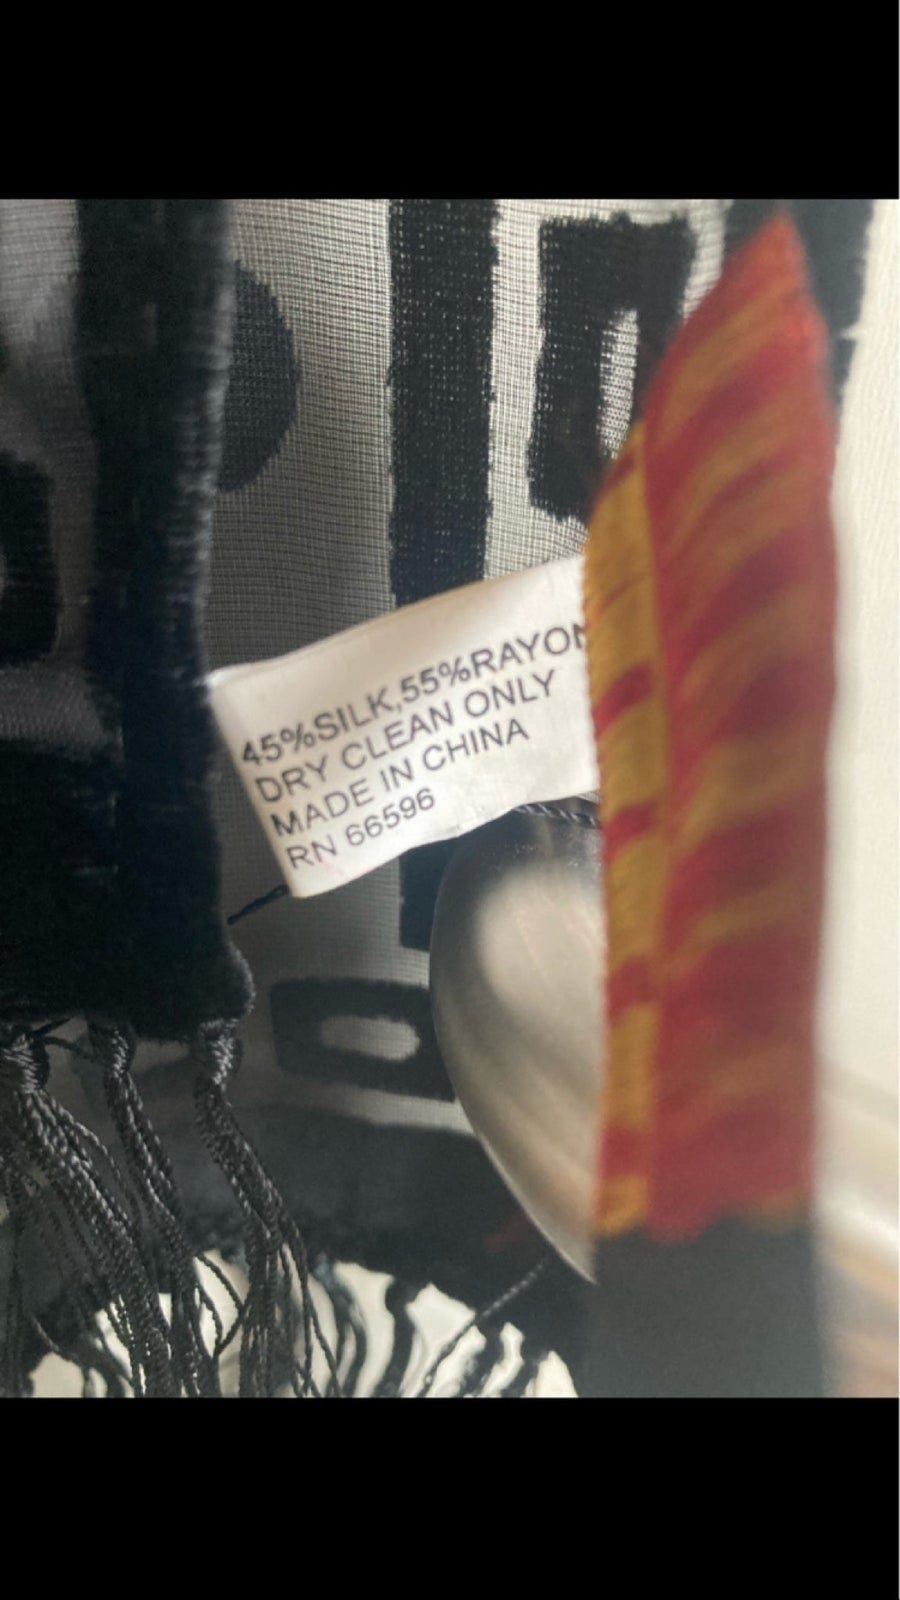 45%SILK,55%RAYON
DRY CLEAN ONLY
MADE IN CHINA
RN 66596